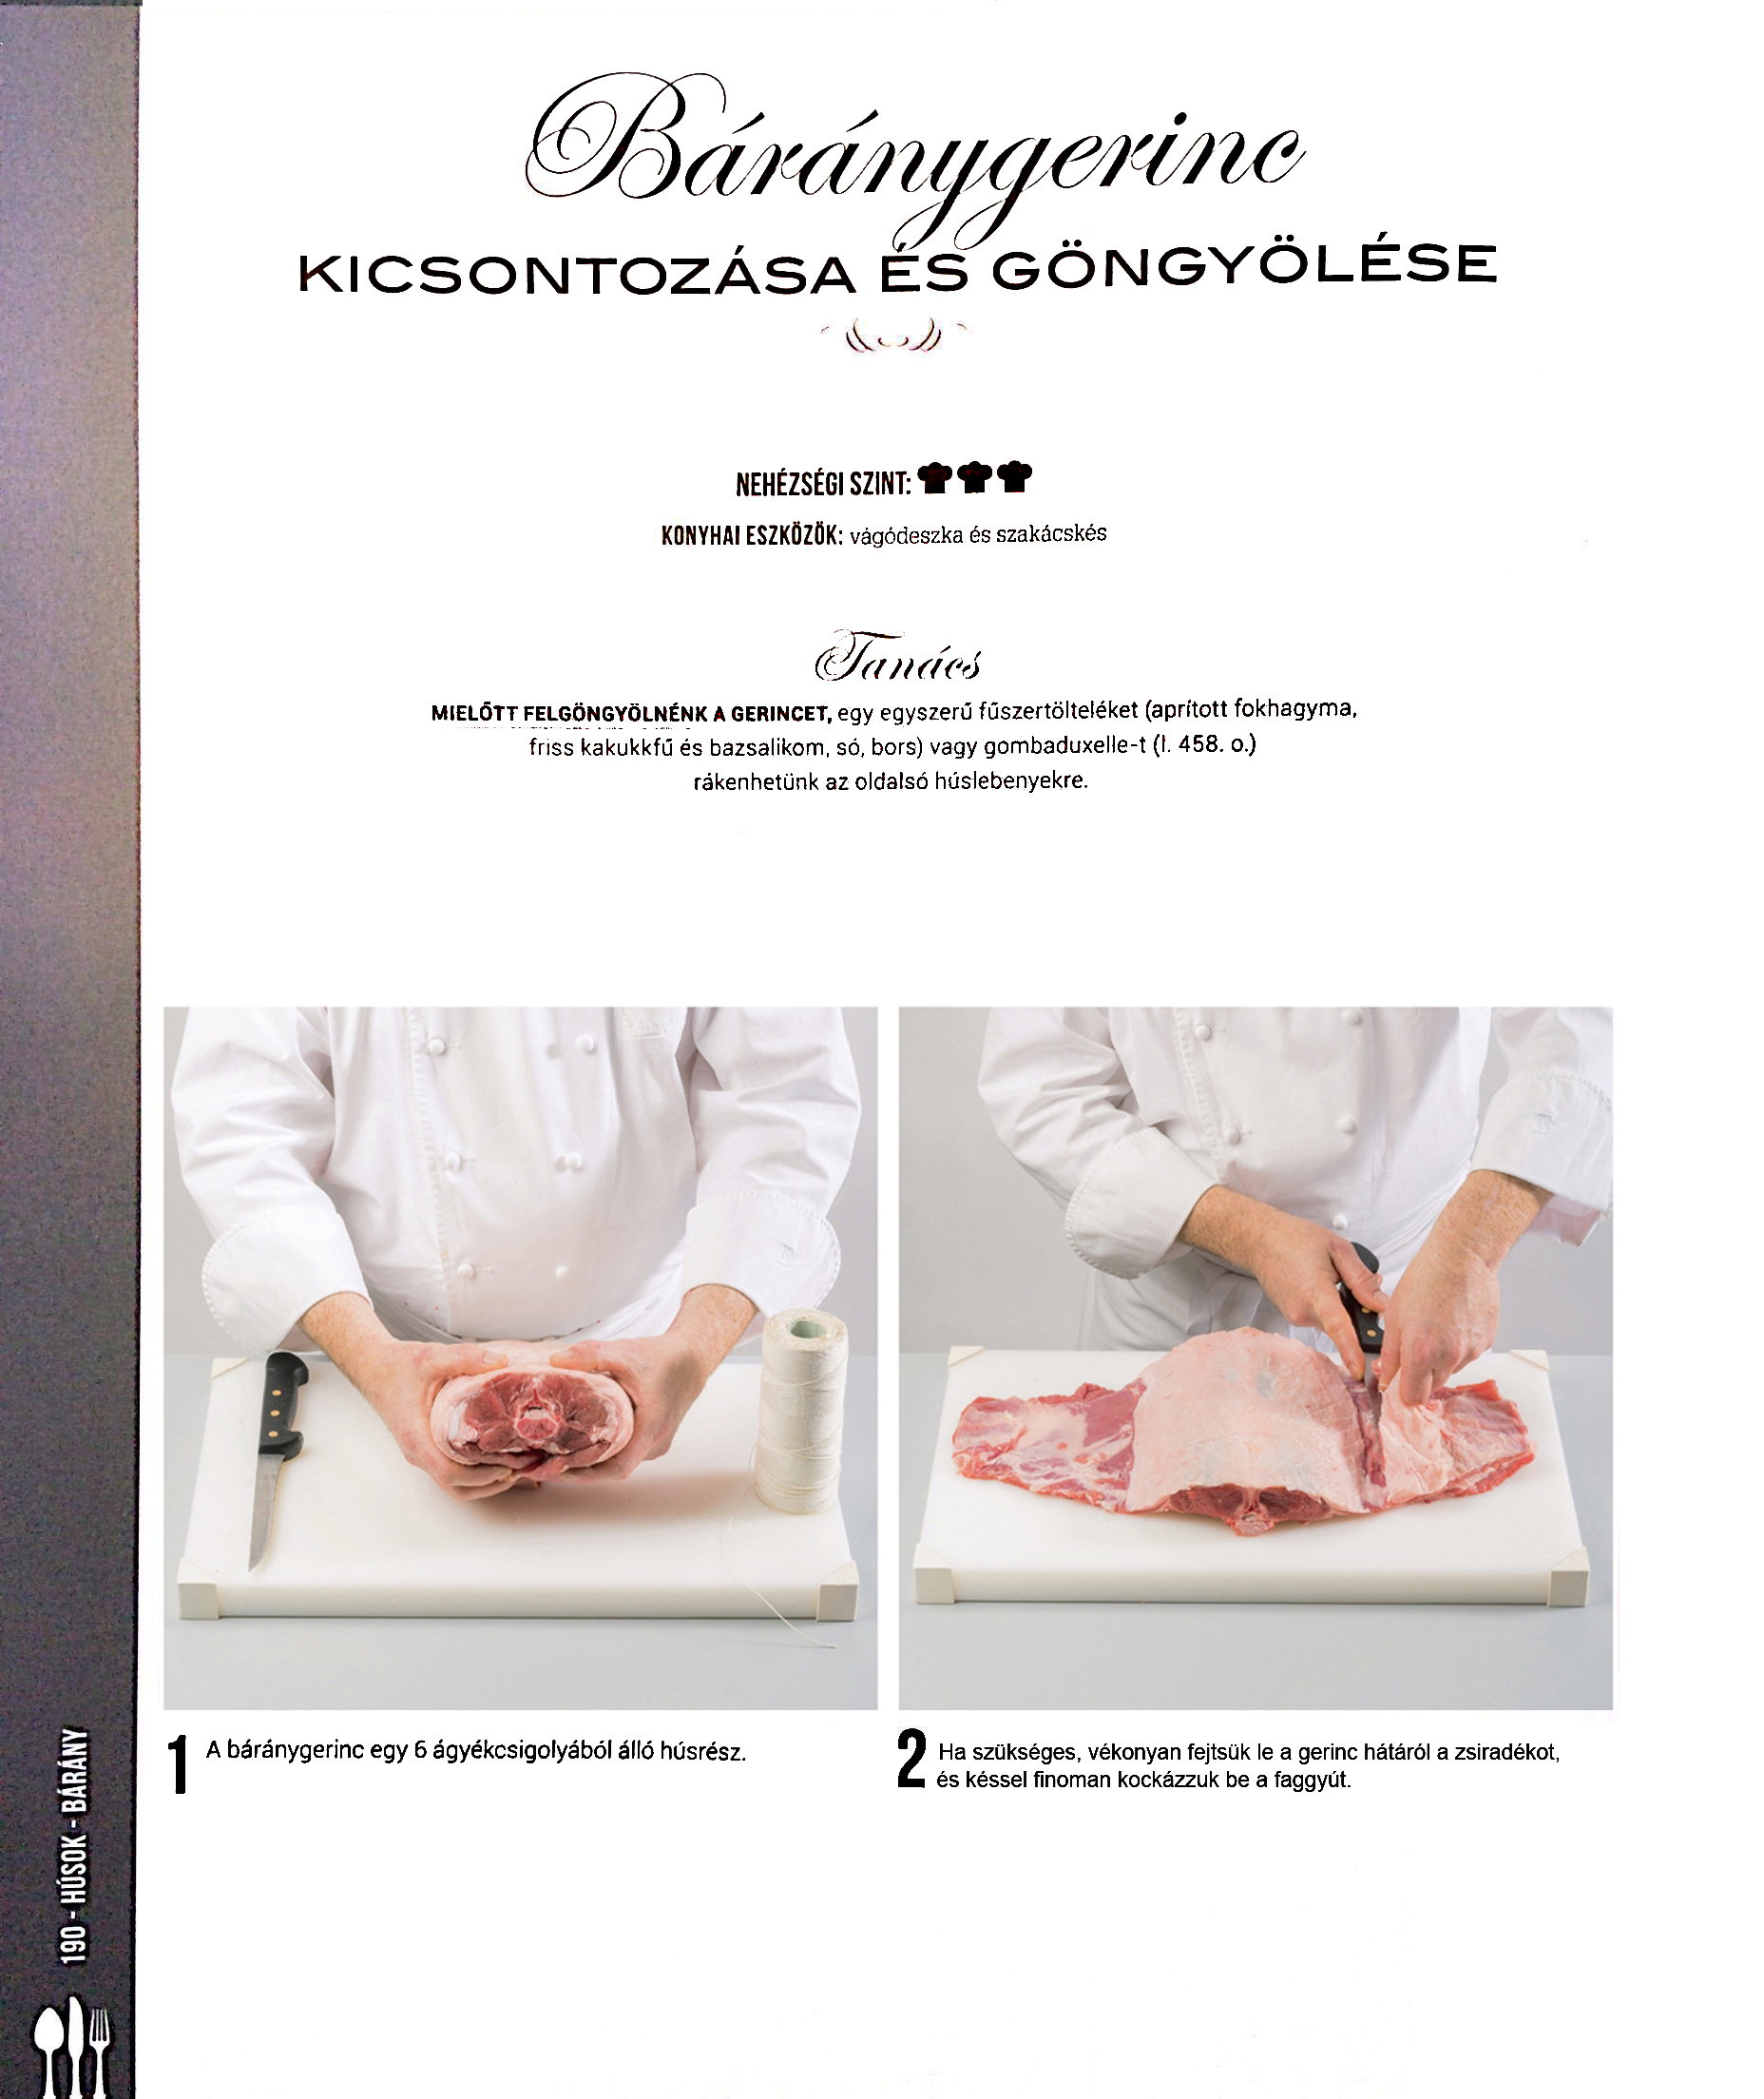 Báránygerinc
KICSONTOZÁSA ÉS GÖNGYÖLÉSE
NEHÉZSÉGI SZINT:
KONYHAI ESZKÖZÖK: vágódeszka és szakácskés
Tanács
MIELŐTT FELGÖNGYÖLNÉNK A GERINCET, egy egyszerű fűszertölteléket (aprított fokhagyma,
friss kakukkfű és bazsalikom, só, bors) vagy gombaduxelle-t (l. 458. o.)
rákenhetünk az oldalsó húslebenyekre.
1 A báránygerinc egy 6 ágyékcsigolyából álló húsrész.
2 Ha szükséges, vékonyan fejtsük le a gerinc hátáról a zsiradékot,
és késsel finoman kockázzuk be a faggyút.
190 - HÚSOK - BÁRÁNY